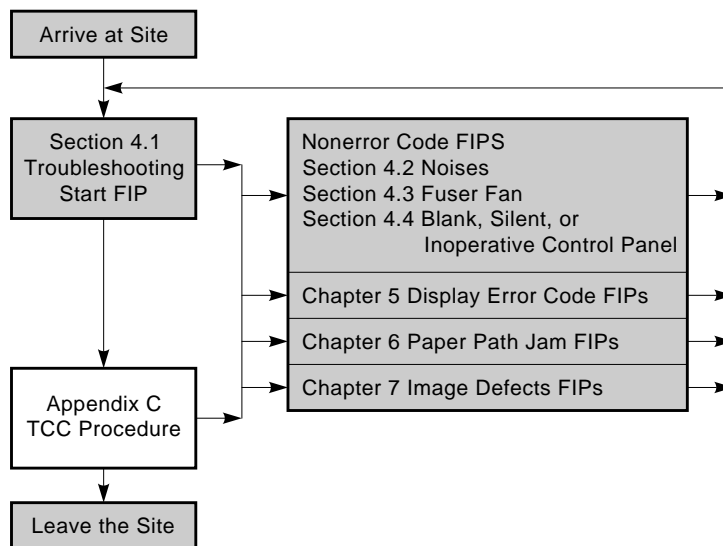 Arrive at Site
Section 4.1
Troubleshooting
Start FIP
Nonerror Code FIPS
Section 4.2 Noises
Section 4.3 Fuser Fan
Section 4.4 Blank, Silent, or
Inoperative Control Panel
Chapter 5 Display Error Code FIPs
Chapter 6 Paper Path Jam FIPs
Chapter 7 Image Defects FIPs
Appendix C
TCC Procedure
Leave the Site